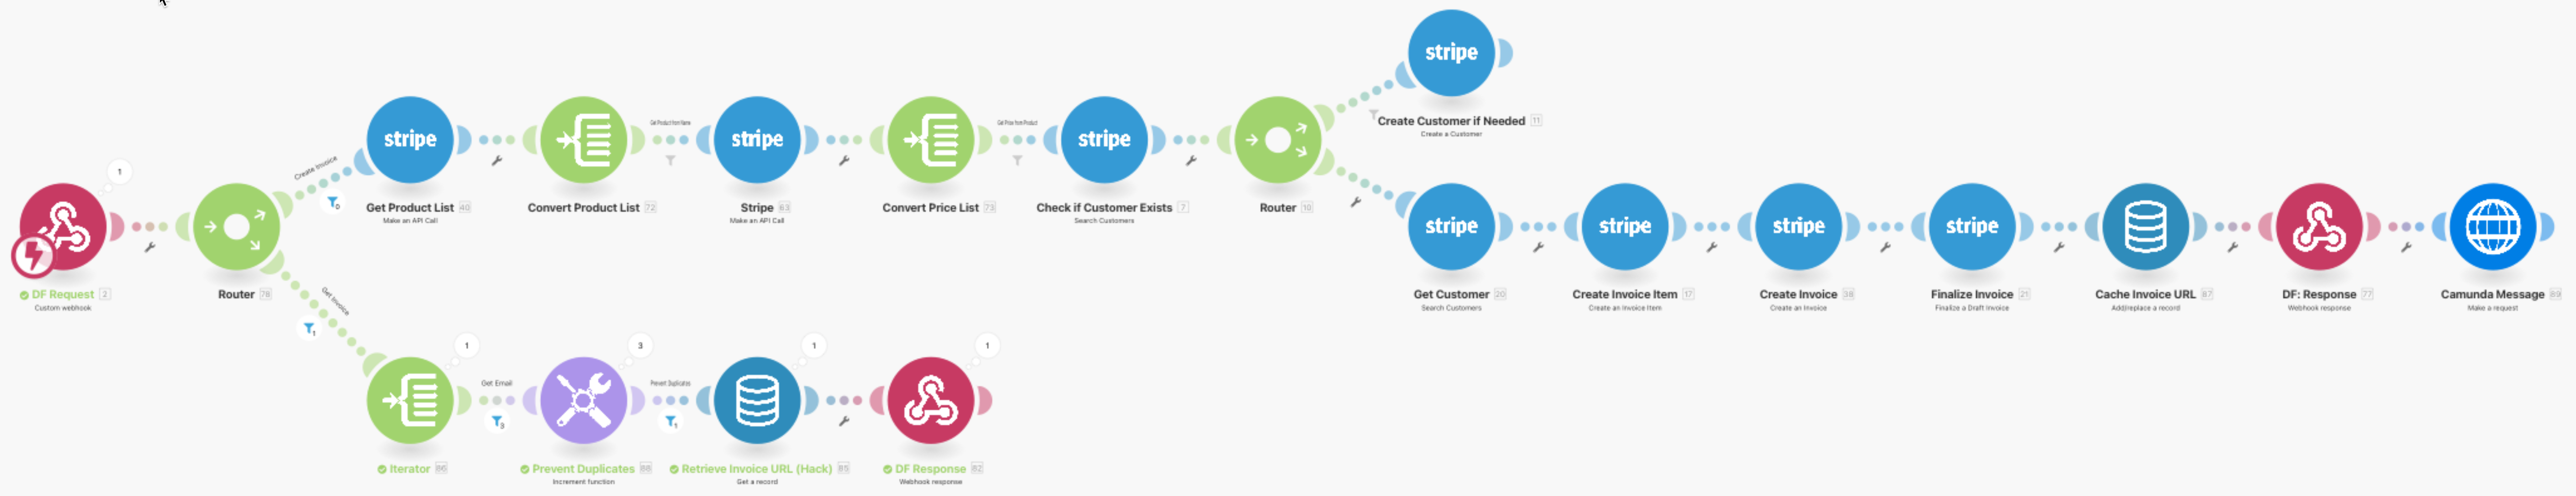 stripe
Create Customer if Needed 11
Create a Customer
Create Invoice
0
stripe
Get Product List 40
Make an API Call
Convert Product List 72
Get Product from Name
stripe
Stripe 63
Make an API Call
Convert Price List 73
Get Price from Product
stripe
Check if Customer Exists 7
Search Customers
Router 10
1
DF Request 2
Custom webhook
Router 78
stripe
Get Customer 20
Search Customers
stripe
Create Invoice Item 17
Create an Invoice Item
stripe
Create Invoice 38
Create an Invoice
stripe
Finalize Invoice 21
Finalize a Draft Invoice
Cache Invoice URL 87
Add/replace a record
DF: Response 77
Webhook response
Camunda Message 89
Make a request
Get Invoice
1
1
Iterator 86
Get Email
3
3
Prevent Duplicates 88
Increment function
Prevent Duplicates
1
1
Retrieve Invoice URL (Hack) 85
Get a record
1
DF Response 82
Webhook response